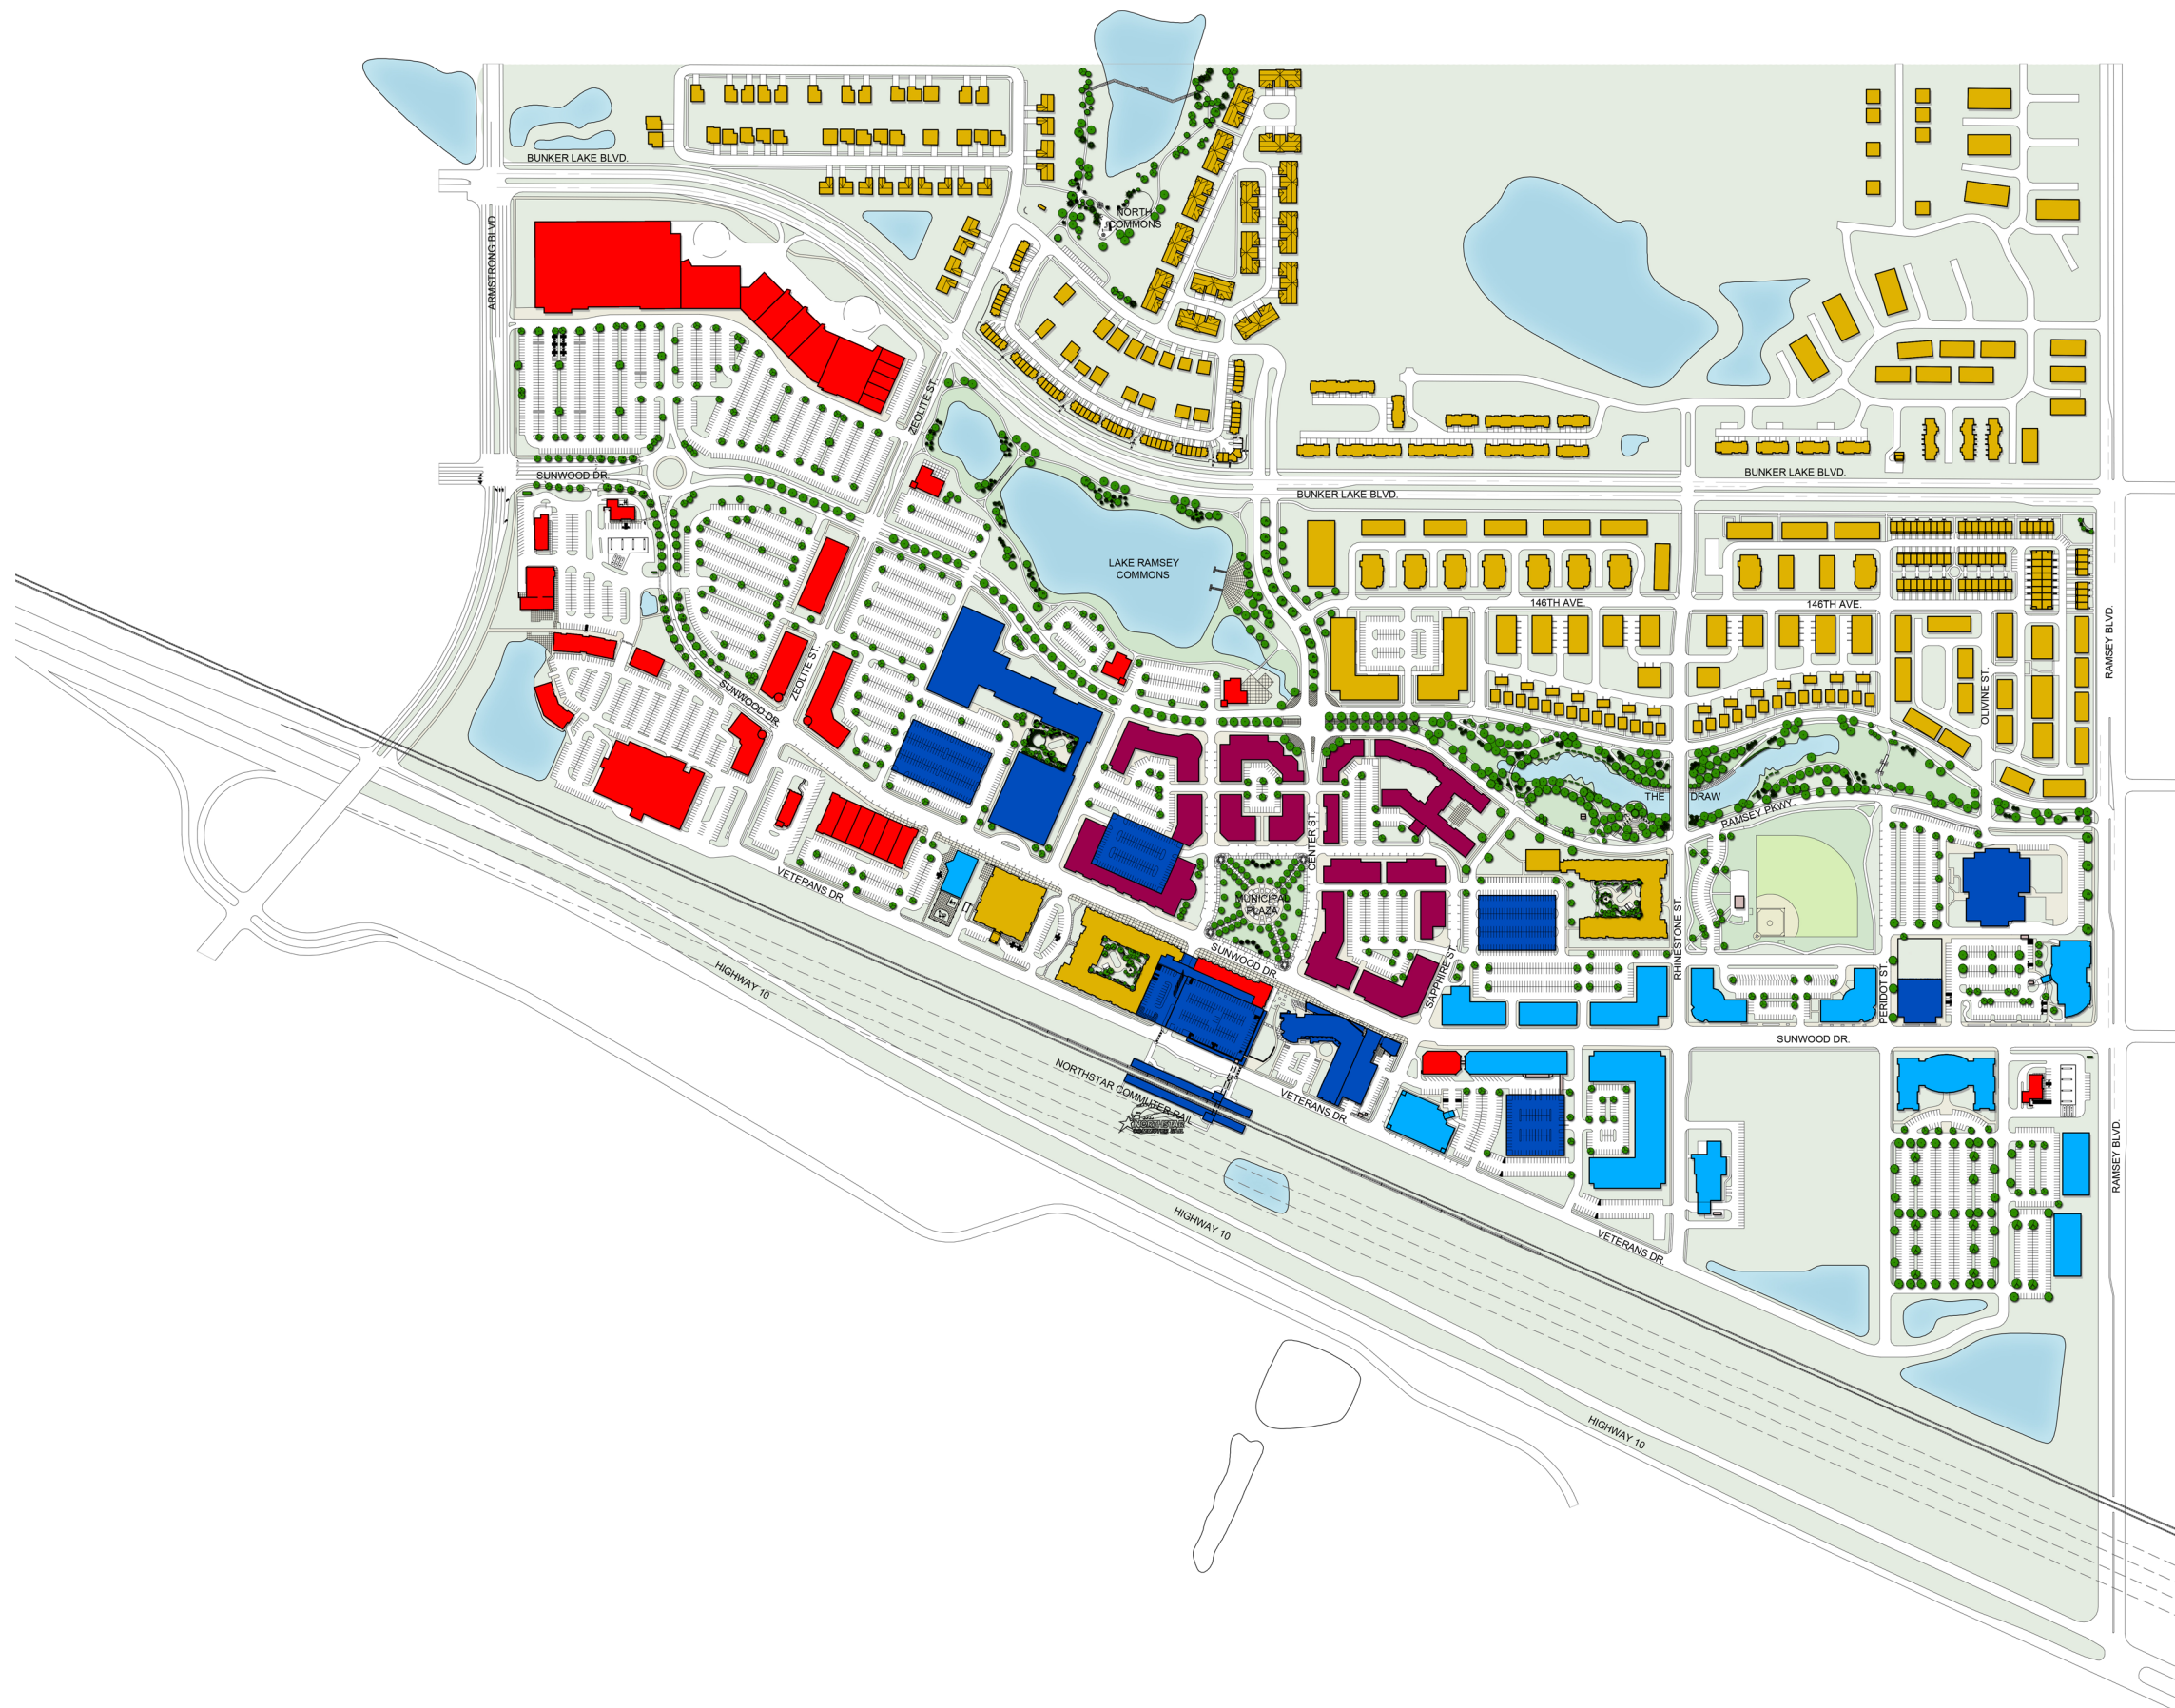 BUNKER LAKE BLVD.
NORTH
COMMONS
ARMSTRONG BLVD
ZEOLITE ST.
SUNWOOD DR.
BUNKER LAKE BLVD.
BUNKER LAKE BLVD.
LAKE RAMSEY
COMMONS
146TH AVE.
146TH AVE.
RAMSEY BLVD.
ZEOLITE ST.
SUNWOOD DR.
OLIVINE ST.
THE DRAW
RAMSEY PKWY.
CENTER ST.
VETERANS DR.
MUNICIPAL
PLAZA
SUNWOOD DR.
SAPPHIRE ST.
RHINESTONE ST.
PERIDOT ST.
HIGHWAY 10
SUNWOOD DR.
NORTHSTAR COMMUTER RAIL
NORTHSTAR
COMMUTER RAIL
VETERANS DR.
RAMSEY BLVD.
HIGHWAY 10
VETERANS DR.
HIGHWAY 10